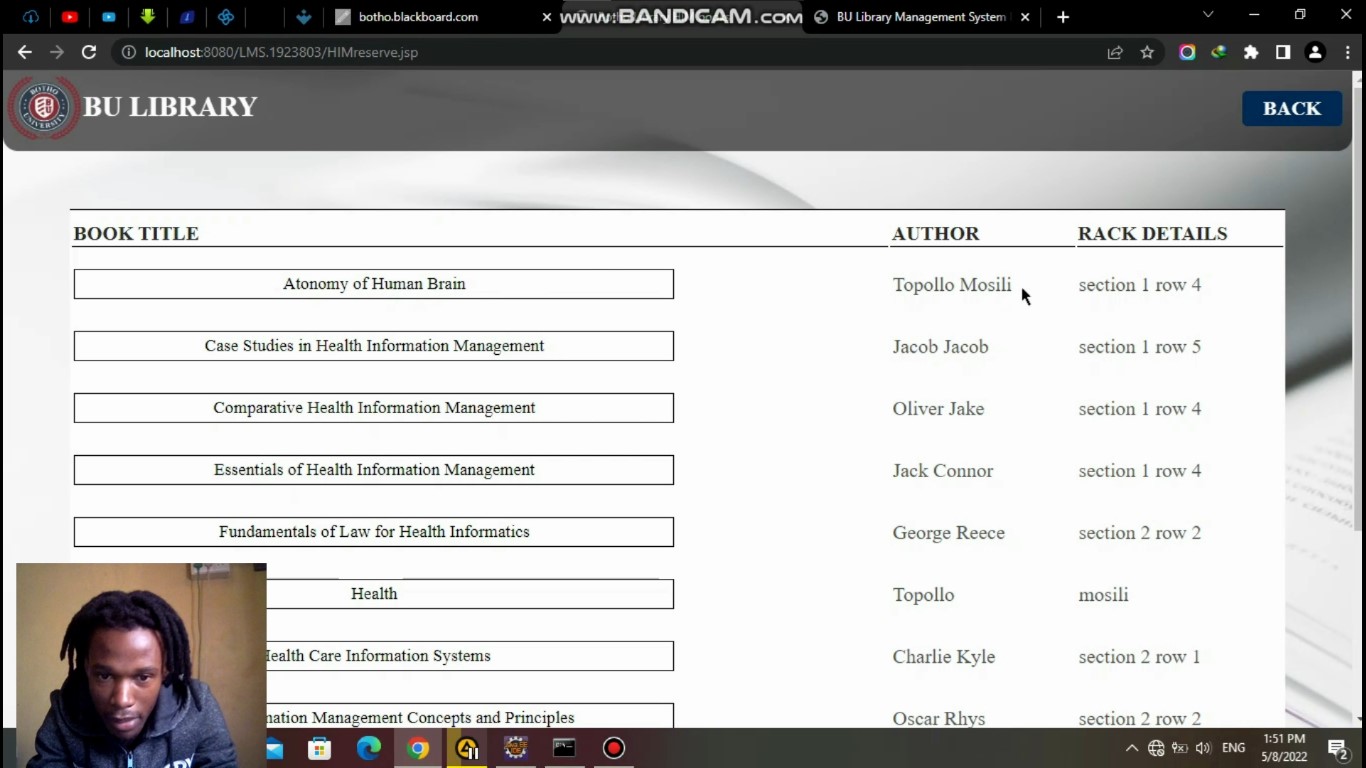 botho.blackboard.com
www.BANDICAM.com
BU Library Management System
localhost:8080/LMS.1923803/HIMreserve.jsp
BOTHO
UNIVERSITY
BU LIBRARY
BACK
BOOK TITLE AUTHOR RACK DETAILS
Atonomy of Human Brain Topollo Mosili section 1 row 4
Case Studies in Health Information Management Jacob Jacob section 1 row 5
Comparative Health Information Management Oliver Jake section 1 row 4
Essentials of Health Information Management Jack Connor section 1 row 4
Fundamentals of Law for Health Informatics George Reece section 2 row 2
Health Topollo mosili
Health Care Information Systems Charlie Kyle section 2 row 1
Management Concepts and Principles Oscar Rhys section 2 row 2
ENG
1:51 PM
5/8/2022
2